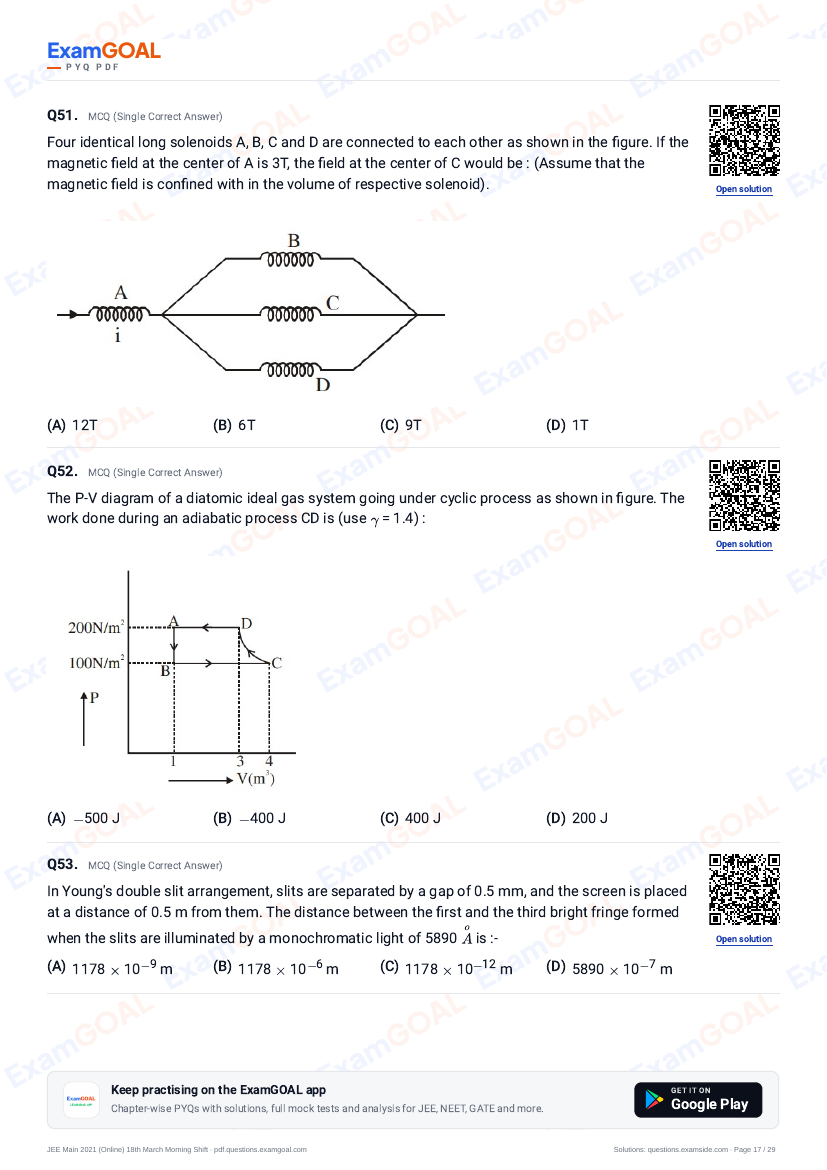 ExamGOAL
PYQ PDF
Q51. MCQ (Single Correct Answer)
Four identical long solenoids A, B, C and D are connected to each other as shown in the figure. If the
magnetic field at the center of A is 3T, the field at the center of C would be : (Assume that the
magnetic field is confined with in the volume of respective solenoid).
Open solution
B
A
C
i
D
(A) 12T (B) 6T (C) 9T (D) 1T
Q52. MCQ (Single Correct Answer)
The P-V diagram of a diatomic ideal gas system going under cyclic process as shown in figure. The
work done during an adiabatic process CD is (use γ = 1.4) :
Open solution
200N/m² A D
100N/m² B C
P
1 3 4
V(m³)
(A) −500 J (B) −400 J (C) 400 J (D) 200 J
Q53. MCQ (Single Correct Answer)
In Young's double slit arrangement, slits are separated by a gap of 0.5 mm, and the screen is placed
at a distance of 0.5 m from them. The distance between the first and the third bright fringe formed
when the slits are illuminated by a monochromatic light of 5890 Å is :-
Open solution
(A) 1178 × 10⁻⁹ m (B) 1178 × 10⁻⁶ m (C) 1178 × 10⁻¹² m (D) 5890 × 10⁻⁷ m
ExamGOAL
Keep practising on the ExamGOAL app
Chapter-wise PYQs with solutions, full mock tests and analysis for JEE, NEET, GATE and more.
GET IT ON
Google Play
JEE Main 2021 (Online) 18th March Morning Shift · pdf.questions.examgoal.com
Solutions: questions.examside.com · Page 17 / 29